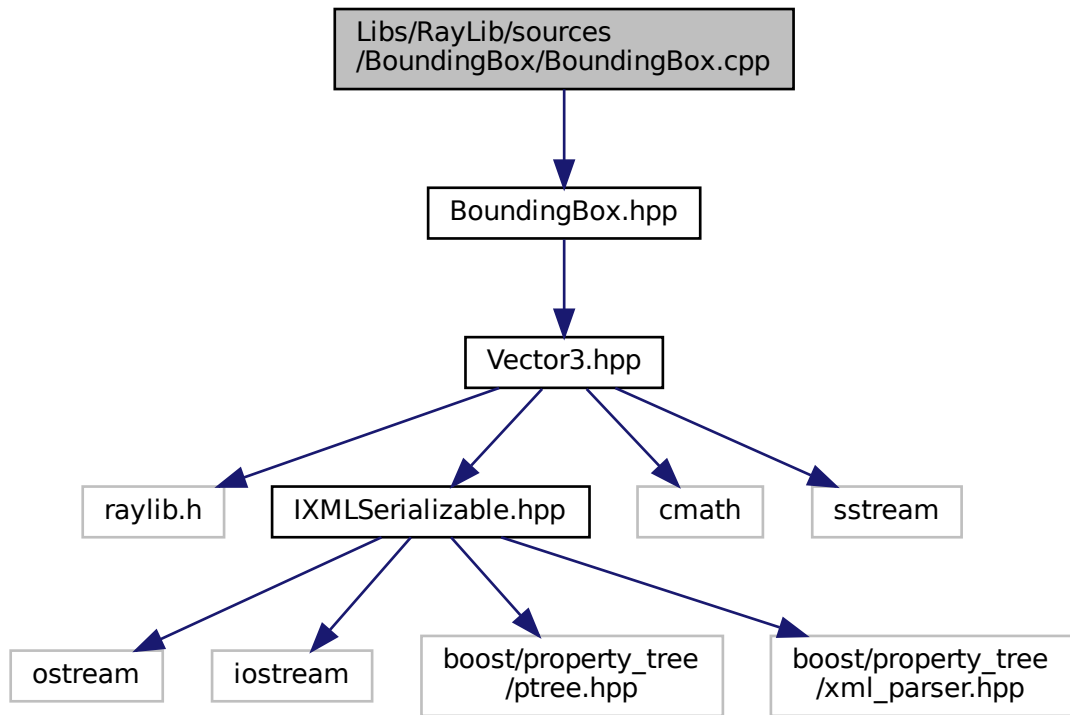 Libs/RayLib/sources
/BoundingBox/BoundingBox.cpp
BoundingBox.hpp
Vector3.hpp
raylib.h
IXMLSerializable.hpp
cmath
sstream
ostream
iostream
boost/property_tree
/ptree.hpp
boost/property_tree
/xml_parser.hpp